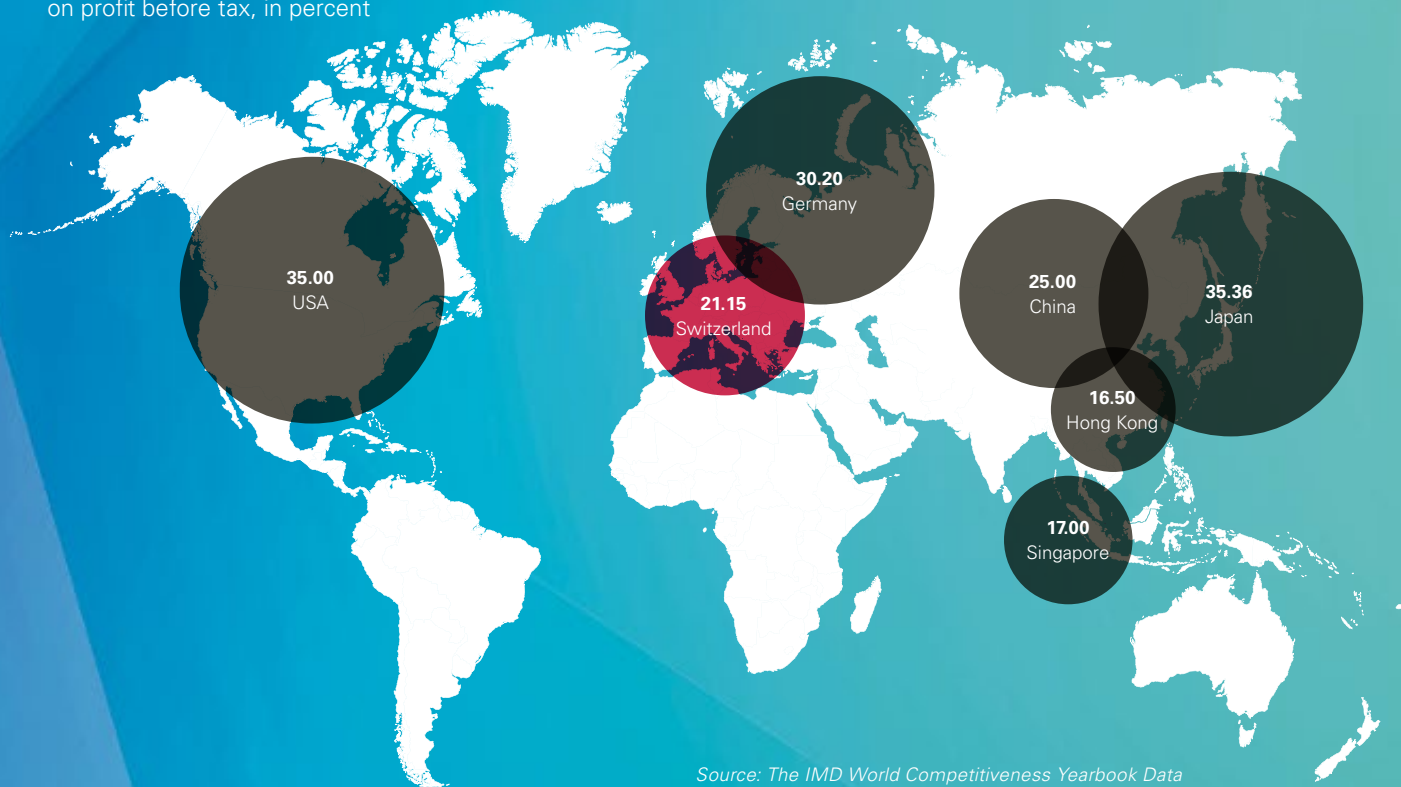 on profit before tax, in percent
30.20
Germany
35.00
USA
21.15
Switzerland
25.00
China
35.36
Japan
16.50
Hong Kong
17.00
Singapore
Source: The IMD World Competitiveness Yearbook Data